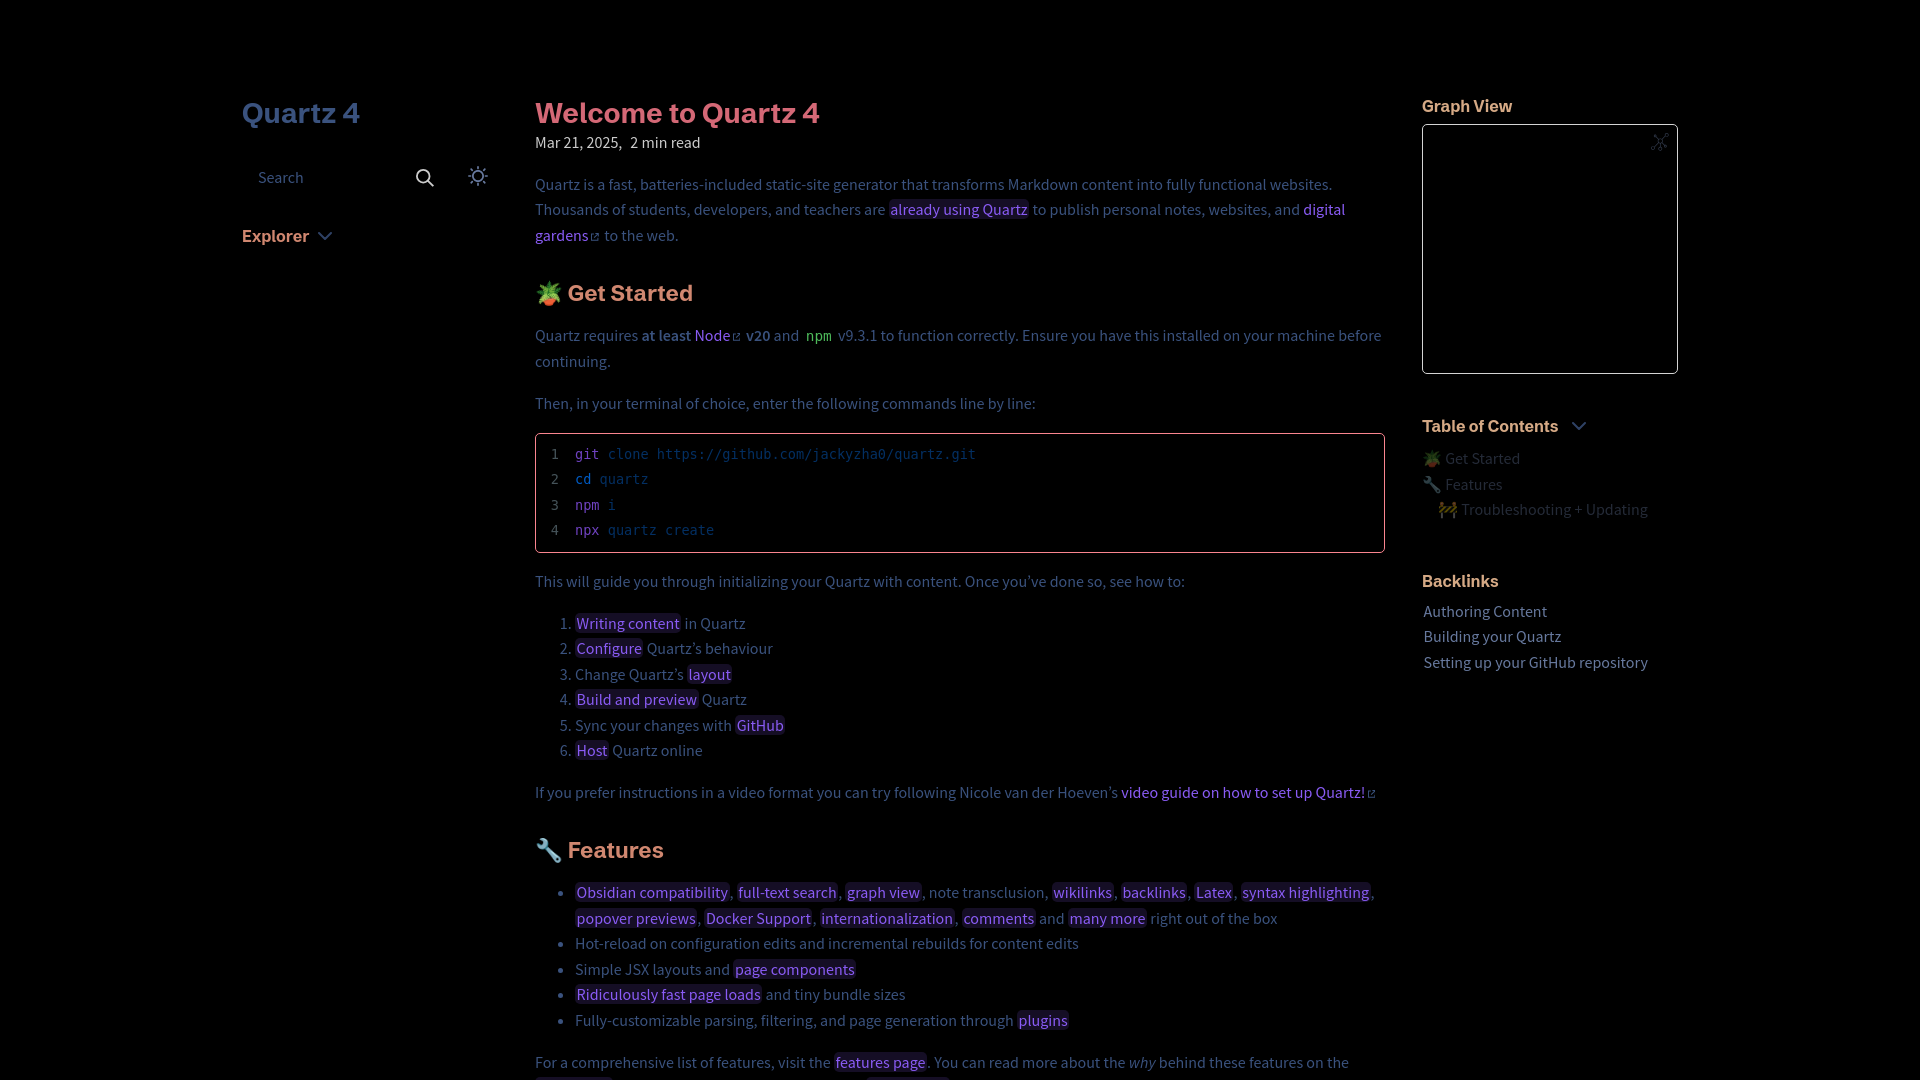 Quartz 4
Search
Explorer
Welcome to Quartz 4
Mar 21, 2025, 2 min read
Quartz is a fast, batteries-included static-site generator that transforms Markdown content into fully functional websites.
Thousands of students, developers, and teachers are already using Quartz to publish personal notes, websites, and digital
gardens to the web.
🪴 Get Started
Quartz requires at least Node v20 and npm v9.3.1 to function correctly. Ensure you have this installed on your machine before
continuing.
Then, in your terminal of choice, enter the following commands line by line:
1 git clone https://github.com/jackyzha0/quartz.git
2 cd quartz
3 npm i
4 npx quartz create
This will guide you through initializing your Quartz with content. Once you’ve done so, see how to:
1. Writing content in Quartz
2. Configure Quartz’s behaviour
3. Change Quartz’s layout
4. Build and preview Quartz
5. Sync your changes with GitHub
6. Host Quartz online
If you prefer instructions in a video format you can try following Nicole van der Hoeven’s video guide on how to set up Quartz!
🔧 Features
• Obsidian compatibility, full-text search, graph view, note transclusion, wikilinks, backlinks, Latex, syntax highlighting,
popover previews, Docker Support, internationalization, comments and many more right out of the box
• Hot-reload on configuration edits and incremental rebuilds for content edits
• Simple JSX layouts and page components
• Ridiculously fast page loads and tiny bundle sizes
• Fully-customizable parsing, filtering, and page generation through plugins
For a comprehensive list of features, visit the features page. You can read more about the why behind these features on the
Graph View
Table of Contents
🪴 Get Started
🔧 Features
🚧 Troubleshooting + Updating
Backlinks
Authoring Content
Building your Quartz
Setting up your GitHub repository